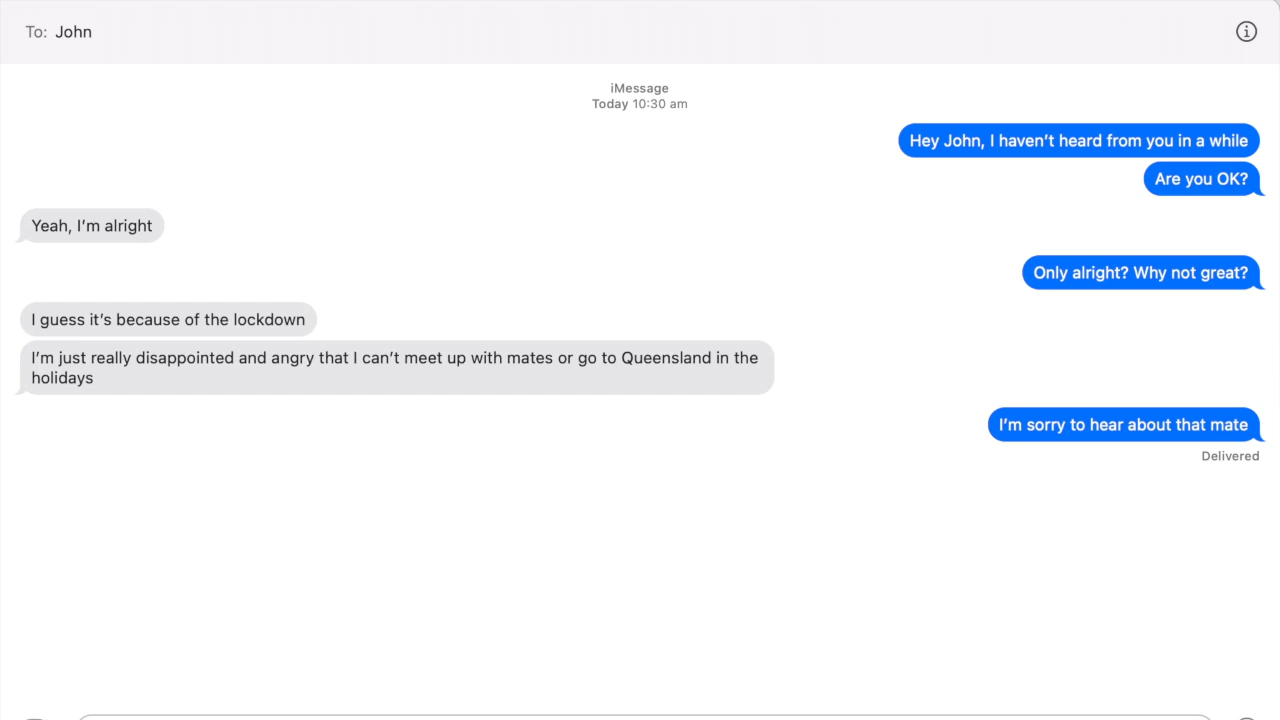 To: John
iMessage
Today 10:30 am
Hey John, I haven’t heard from you in a while
Are you OK?
Yeah, I’m alright
Only alright? Why not great?
I guess it’s because of the lockdown
I’m just really disappointed and angry that I can’t meet up with mates or go to Queensland in the
holidays
I’m sorry to hear about that mate
Delivered